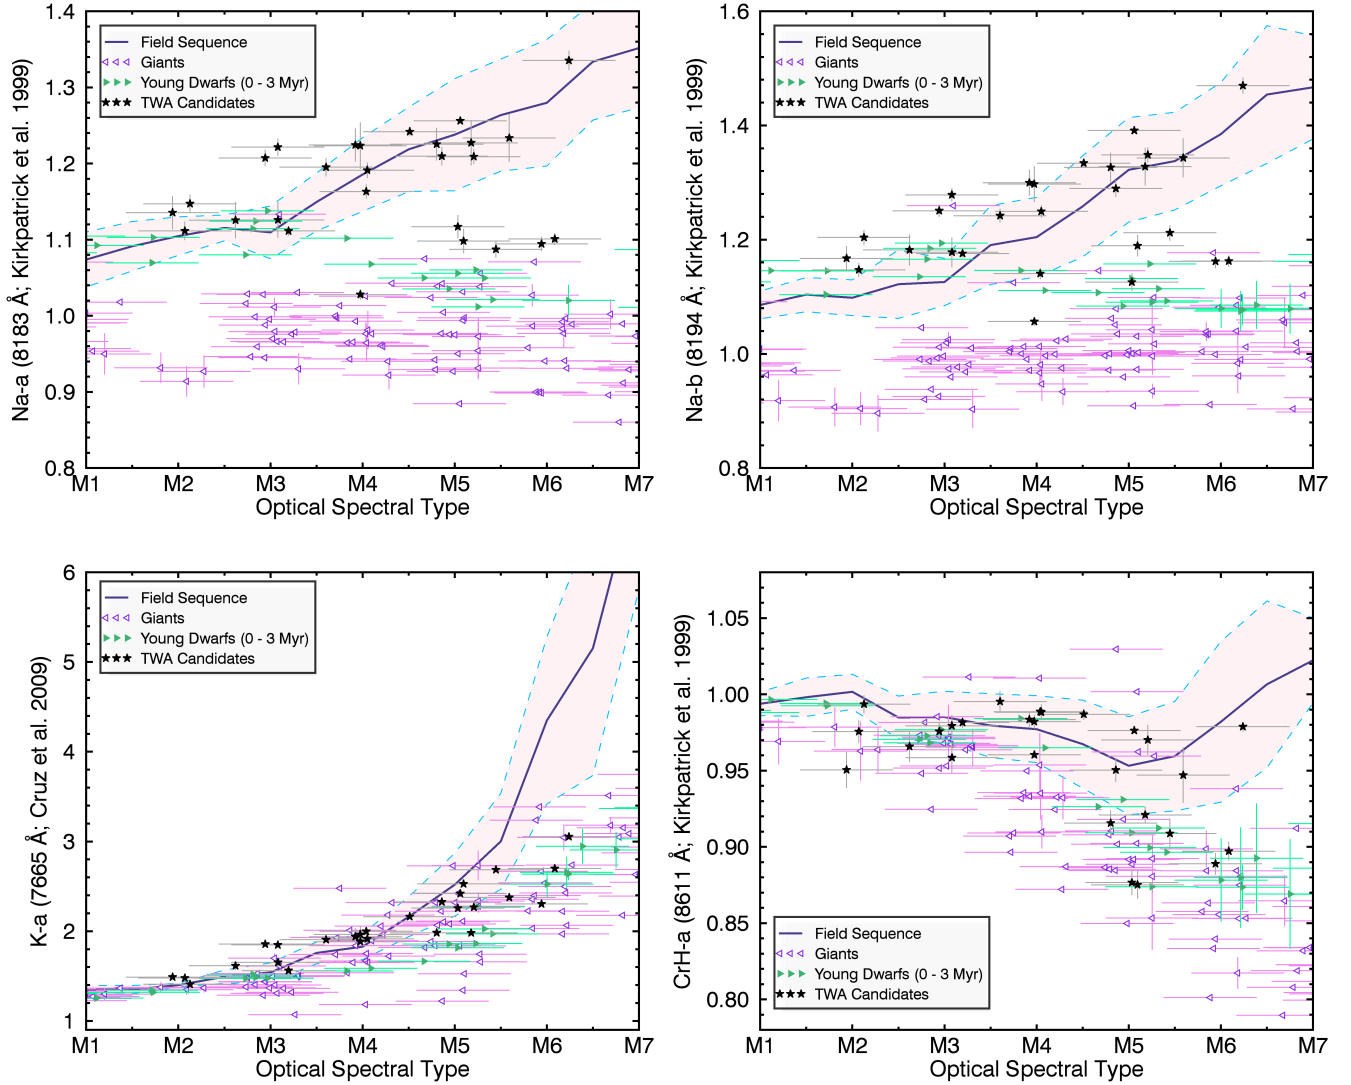 Na-a (8183 Å; Kirkpatrick et al. 1999)
1.4
1.3
1.2
1.1
1.0
0.9
0.8
Field Sequence
Giants
Young Dwarfs (0 - 3 Myr)
TWA Candidates
M1 M2 M3 M4 M5 M6 M7
Optical Spectral Type
Na-b (8194 Å; Kirkpatrick et al. 1999)
1.6
1.4
1.2
1.0
0.8
Field Sequence
Giants
Young Dwarfs (0 - 3 Myr)
TWA Candidates
M1 M2 M3 M4 M5 M6 M7
Optical Spectral Type
K-a (7665 Å; Cruz et al. 2009)
6
5
4
3
2
1
Field Sequence
Giants
Young Dwarfs (0 - 3 Myr)
TWA Candidates
M1 M2 M3 M4 M5 M6 M7
Optical Spectral Type
CrH-a (8611 Å; Kirkpatrick et al. 1999)
1.05
1.00
0.95
0.90
0.85
0.80
Field Sequence
Giants
Young Dwarfs (0 - 3 Myr)
TWA Candidates
M1 M2 M3 M4 M5 M6 M7
Optical Spectral Type